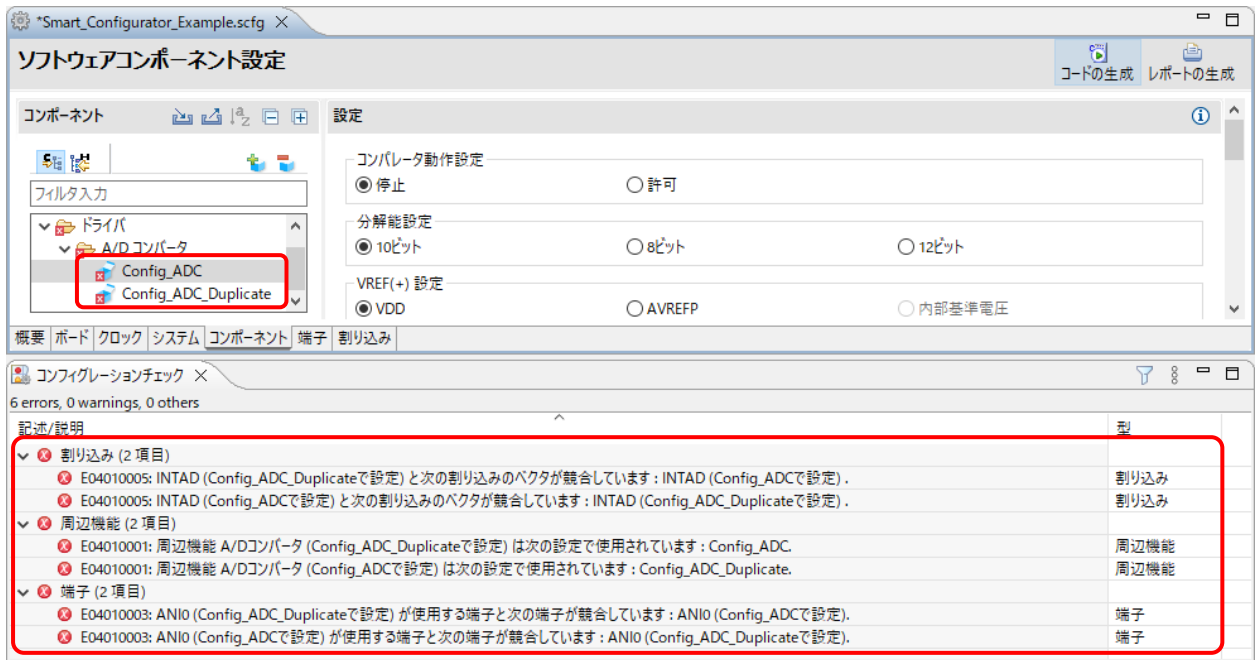 *Smart_Configurator_Example.scfg
ソフトウェアコンポーネント設定
コードの生成 レポートの生成
コンポーネント
設定
フィルタ入力
ドライバ
A/D コンバータ
Config_ADC
Config_ADC_Duplicate
コンパレータ動作設定
停止 許可
分解能設定
10ビット 8ビット 12ビット
VREF(+) 設定
VDD AVREFP 内部基準電圧
概要 ボード クロック システム コンポーネント 端子 割り込み
コンフィグレーションチェック
6 errors, 0 warnings, 0 others
記述/説明 型
割り込み (2 項目)
E04010005: INTAD (Config_ADC_Duplicateで設定) と次の割り込みのベクタが競合しています : INTAD (Config_ADCで設定) . 割り込み
E04010005: INTAD (Config_ADCで設定) と次の割り込みのベクタが競合しています : INTAD (Config_ADC_Duplicateで設定) . 割り込み
周辺機能 (2 項目)
E04010001: 周辺機能 A/Dコンバータ (Config_ADC_Duplicateで設定) は次の設定で使用されています : Config_ADC. 周辺機能
E04010001: 周辺機能 A/Dコンバータ (Config_ADCで設定) は次の設定で使用されています : Config_ADC_Duplicate. 周辺機能
端子 (2 項目)
E04010003: ANI0 (Config_ADC_Duplicateで設定) が使用する端子と次の端子が競合しています : ANI0 (Config_ADCで設定). 端子
E04010003: ANI0 (Config_ADCで設定) が使用する端子と次の端子が競合しています : ANI0 (Config_ADC_Duplicateで設定). 端子